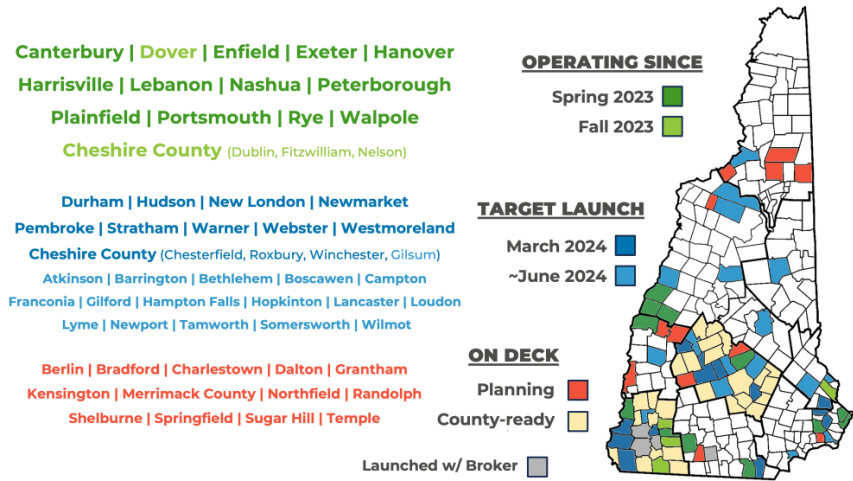 Canterbury | Dover | Enfield | Exeter | Hanover
Harrisville | Lebanon | Nashua | Peterborough
Plainfield | Portsmouth | Rye | Walpole
Cheshire County (Dublin, Fitzwilliam, Nelson)
Durham | Hudson | New London | Newmarket
Pembroke | Stratham | Warner | Webster | Westmoreland
Cheshire County (Chesterfield, Roxbury, Winchester, Gilsum)
Atkinson | Barrington | Bethlehem | Boscawen | Campton
Franconia | Gilford | Hampton Falls | Hopkinton | Lancaster | Loudon
Lyme | Newport | Tamworth | Somersworth | Wilmot
Berlin | Bradford | Charlestown | Dalton | Grantham
Kensington | Merrimack County | Northfield | Randolph
Shelburne | Springfield | Sugar Hill | Temple
OPERATING SINCE
Spring 2023
Fall 2023
TARGET LAUNCH
March 2024
~June 2024
ON DECK
Planning
County-ready
Launched w/ Broker